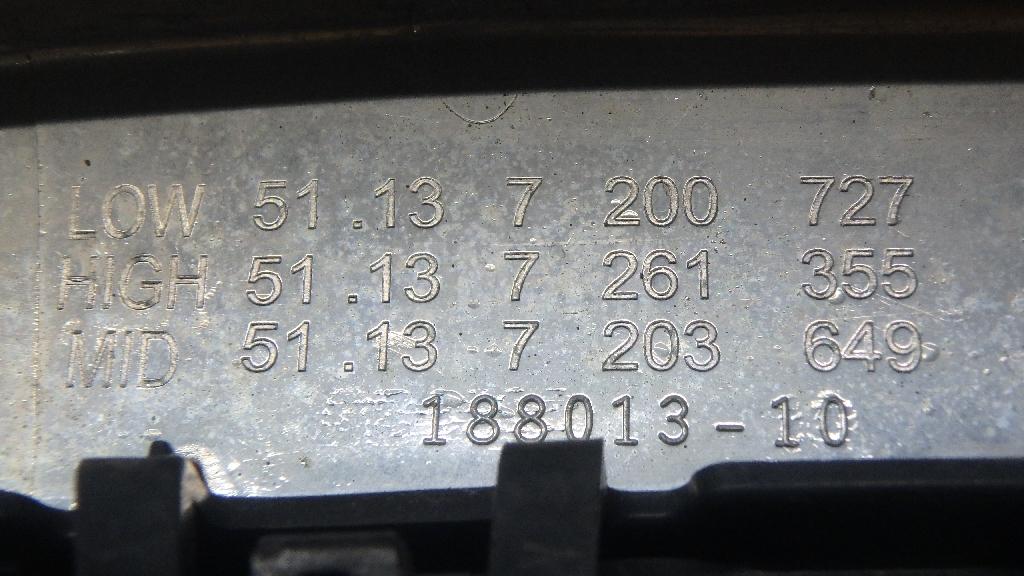 LOW 51.13 7 200 727
HIGH 51.13 7 261 355
MID 51.13 7 203 649
188013-10